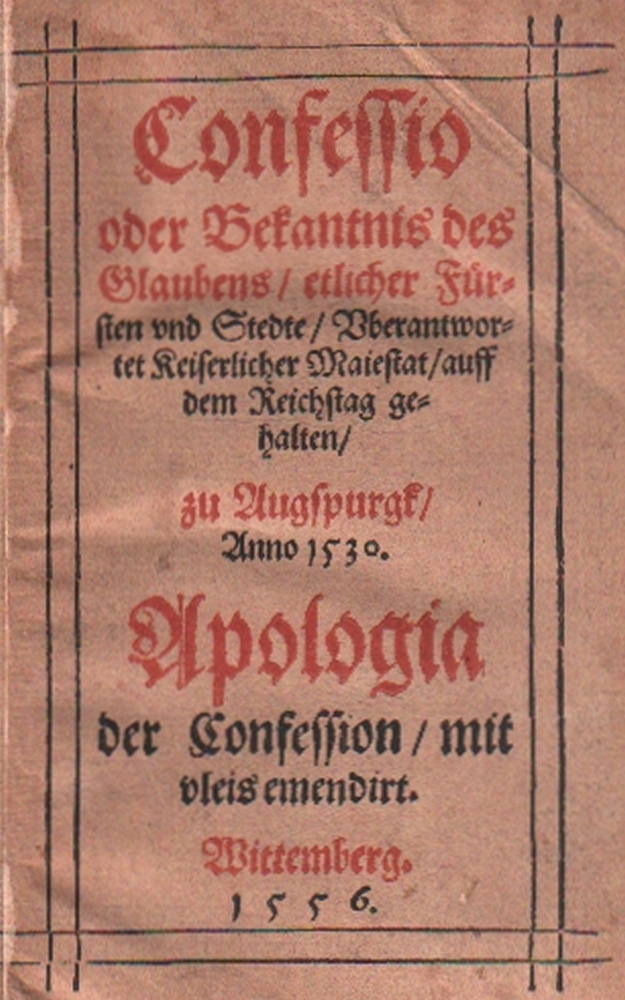 Confessio
oder Bekantnis des
Glaubens / etlicher Für-
sten vnd Stedte / Vberantwor-
tet Keiserlicher Maiestat / auff
dem Reichstag ge-
halten /
zu Augspurgk /
Anno 1530.
Apologia
der Confession / mit
vleis emendirt.
Wittemberg.
1556.